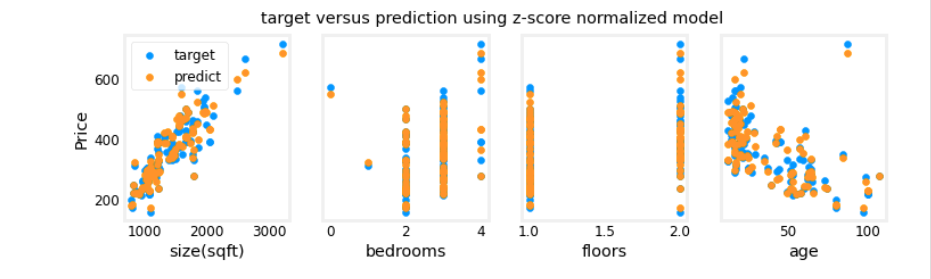 target versus prediction using z-score normalized model
target
predict
Price
600
400
200
1000 2000 3000
size(sqft)
0 2 4
bedrooms
1.0 1.5 2.0
floors
50 100
age